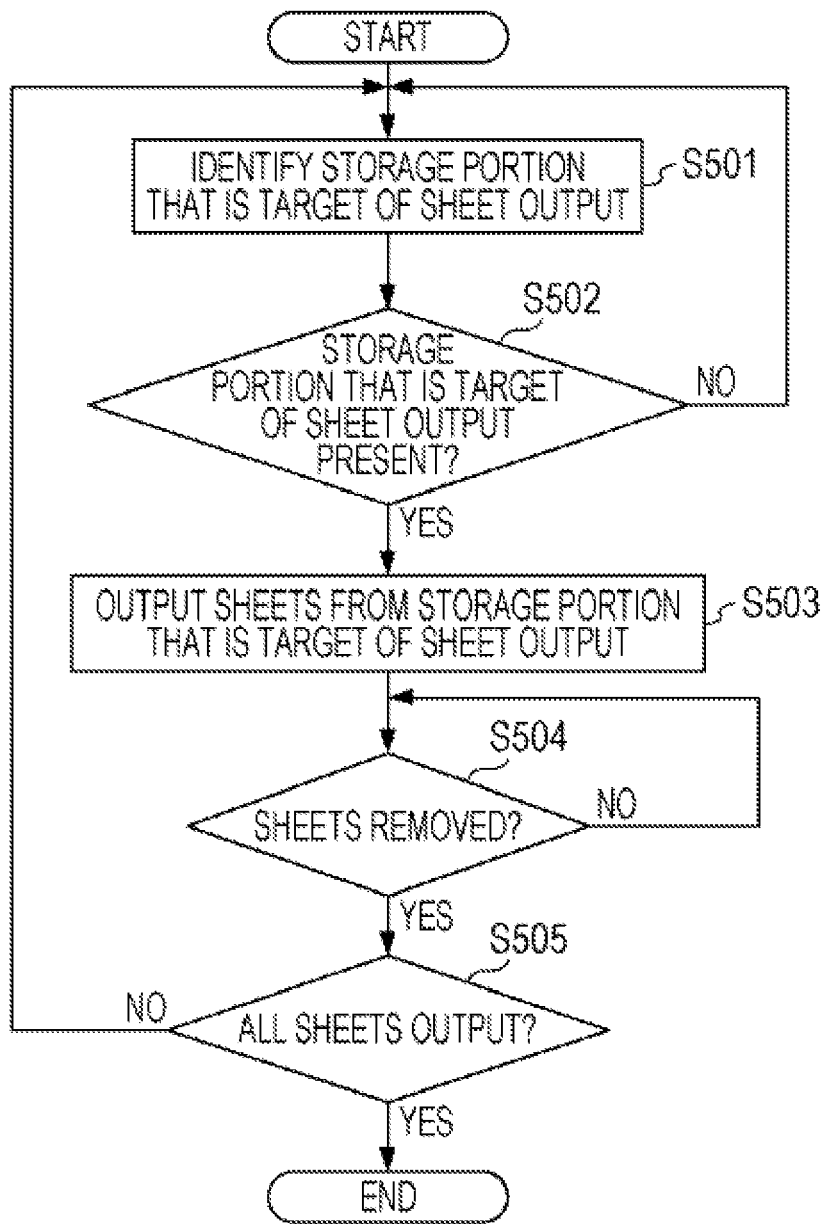 START
IDENTIFY STORAGE PORTION
THAT IS TARGET OF SHEET OUTPUT
S501
S502
STORAGE
PORTION THAT IS TARGET
OF SHEET OUTPUT
PRESENT?
NO
YES
OUTPUT SHEETS FROM STORAGE PORTION
THAT IS TARGET OF SHEET OUTPUT
S503
S504
SHEETS REMOVED?
NO
YES
S505
NO
ALL SHEETS OUTPUT?
YES
END